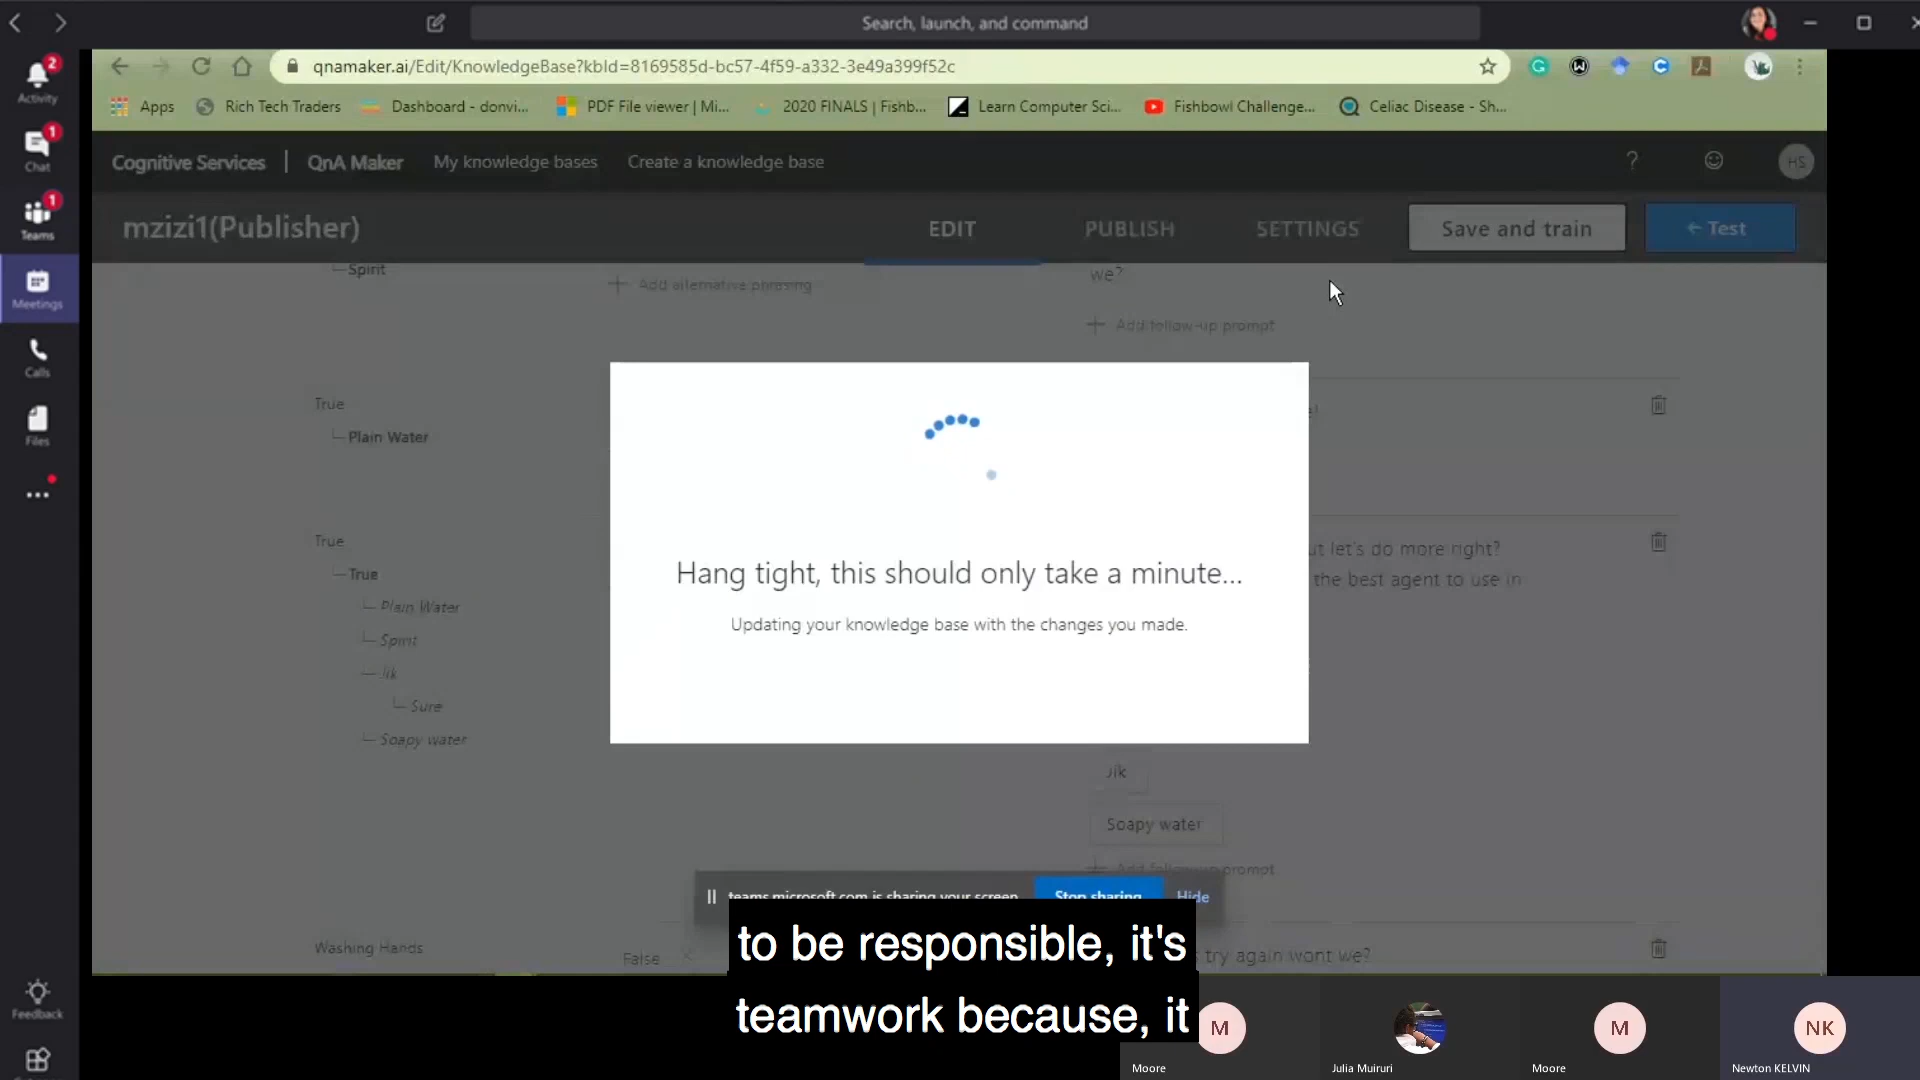 Search, launch, and command
2
Activity
1
Chat
1
Teams
Meetings
Calls
Files
Feedback
qnamaker.ai/Edit/KnowledgeBase?kbId=8169585d-bc57-4f59-a332-3e49a399f52c
Apps Rich Tech Traders Dashboard - donvi... PDF File viewer | Mi... 2020 FINALS | Fishb... Learn Computer Sci... Fishbowl Challenge... Celiac Disease - Sh...
Cognitive Services | QnA Maker My knowledge bases Create a knowledge base ? HS
mzizi1(Publisher) EDIT PUBLISH SETTINGS Save and train ← Test
Spirit + Add alternative phrasing we?
+ Add follow-up prompt
True
Plain Water
True
True
Plain Water
Spirit
Jik
Sure
Soapy water
let's do more right?
the best agent to use in
Hang tight, this should only take a minute...
Updating your knowledge base with the changes you made.
Jik
Soapy water
+ Add follow-up prompt
teams.microsoft.com is sharing your screen. Stop sharing Hide
Washing Hands False × try again wont we?
to be responsible, it's
teamwork because, it
M M NK
Moore Julia Muiruri Moore Newton KELVIN